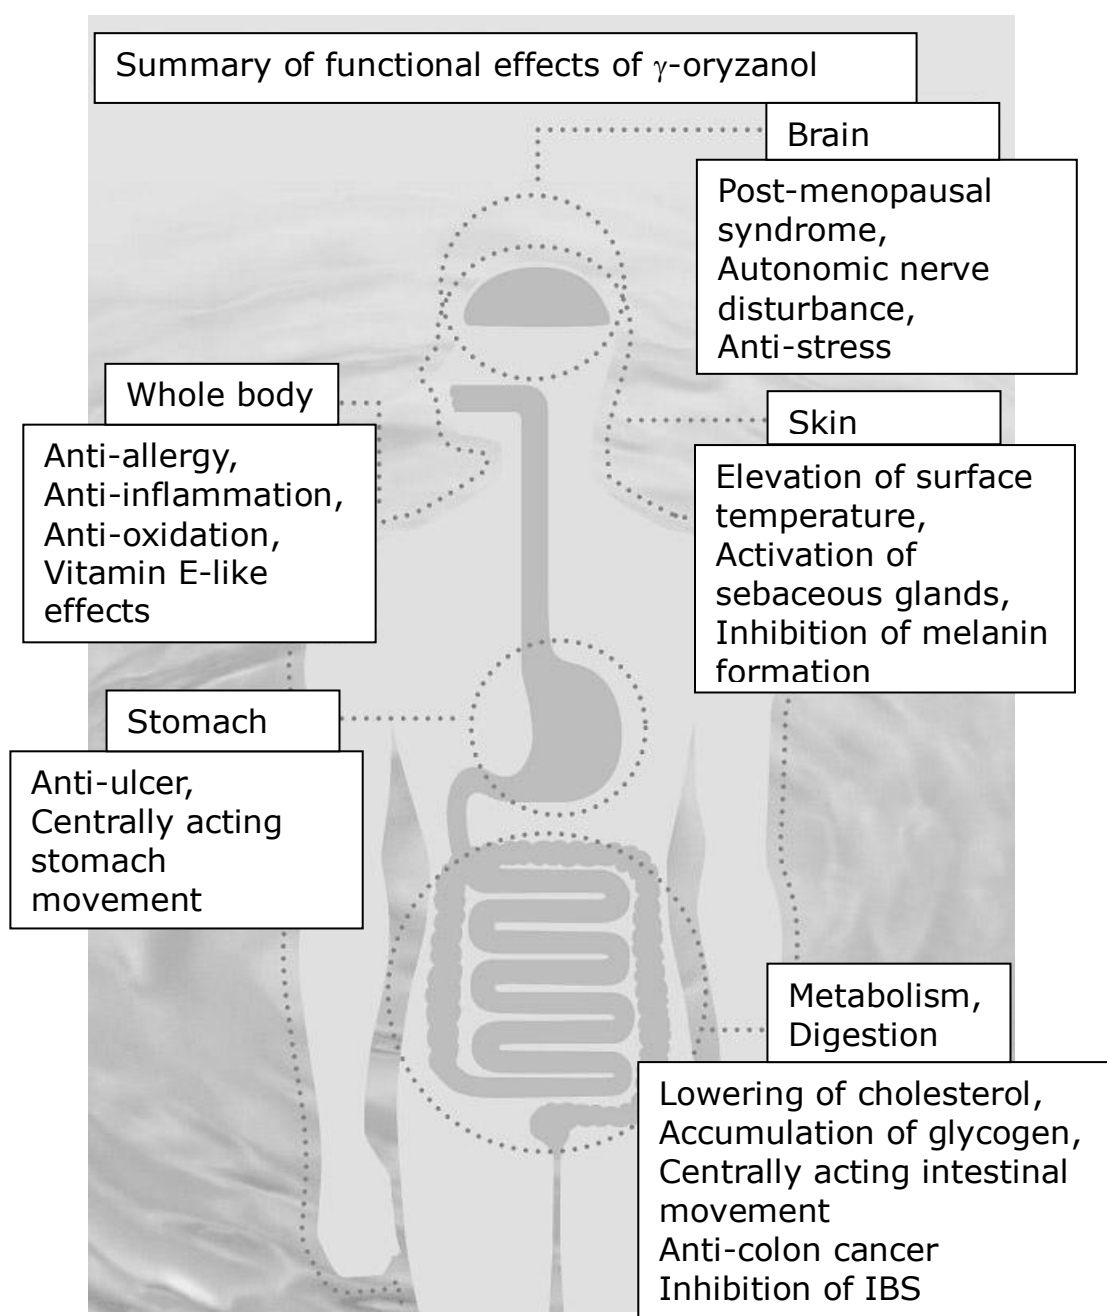 Summary of functional effects of γ-oryzanol
Brain
Post-menopausal
syndrome,
Autonomic nerve
disturbance,
Anti-stress
Whole body
Anti-allergy,
Anti-inflammation,
Anti-oxidation,
Vitamin E-like
effects
Skin
Elevation of surface
temperature,
Activation of
sebaceous glands,
Inhibition of melanin
formation
Stomach
Anti-ulcer,
Centrally acting
stomach
movement
Metabolism,
Digestion
Lowering of cholesterol,
Accumulation of glycogen,
Centrally acting intestinal
movement
Anti-colon cancer
Inhibition of IBS